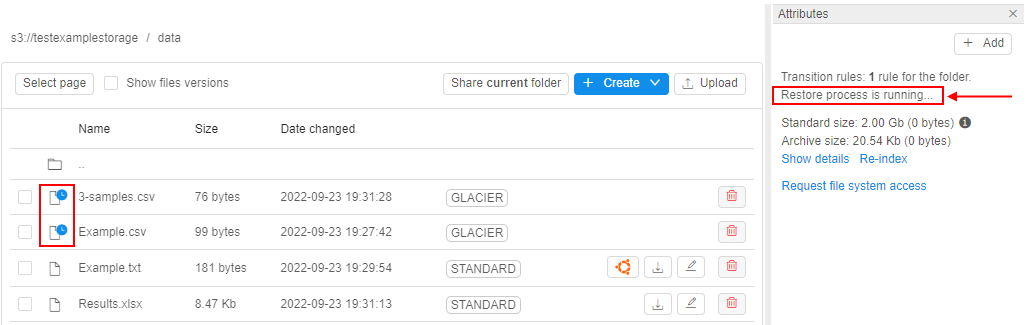 s3://testexamplestorage / data
Select page Show files versions Share current folder + Create Upload
Name Size Date changed
..
3-samples.csv 76 bytes 2022-09-23 19:31:28 GLACIER
Example.csv 99 bytes 2022-09-23 19:27:42 GLACIER
Example.txt 181 bytes 2022-09-23 19:29:54 STANDARD
Results.xlsx 8.47 Kb 2022-09-23 19:31:13 STANDARD
Attributes ×
+ Add
Transition rules: 1 rule for the folder.
Restore process is running...
Standard size: 2.00 Gb (0 bytes)
Archive size: 20.54 Kb (0 bytes)
Show details Re-index
Request file system access